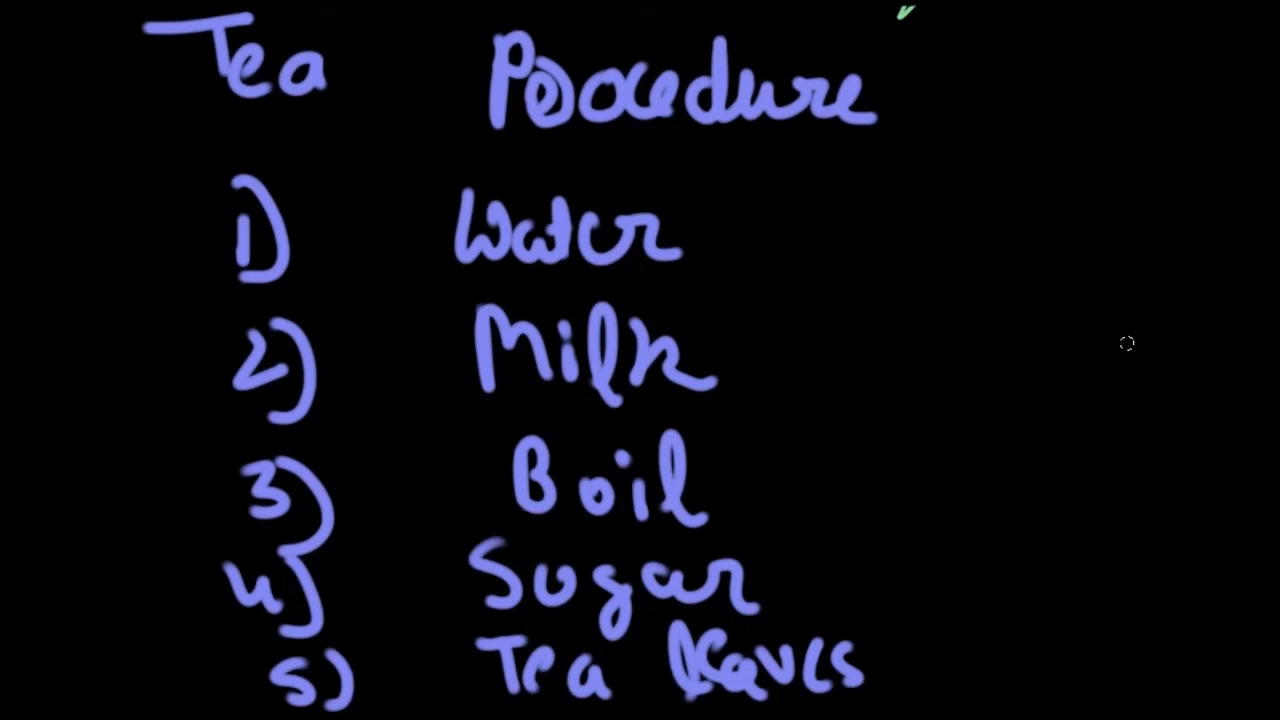 Tea Procedure
1) Water
2) Milk
3) Boil
4) Sugar
5) Tea leaves